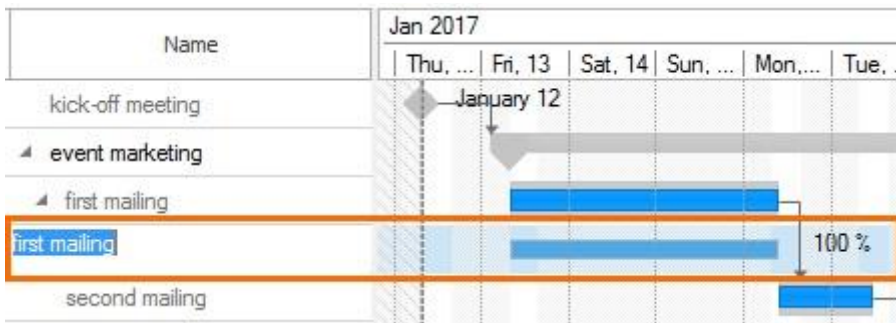 Name
Jan 2017
Thu, ... Fri, 13 Sat, 14 Sun, ... Mon,... Tue, .
kick-off meeting January 12
event marketing
first mailing
first mailing 100 %
second mailing